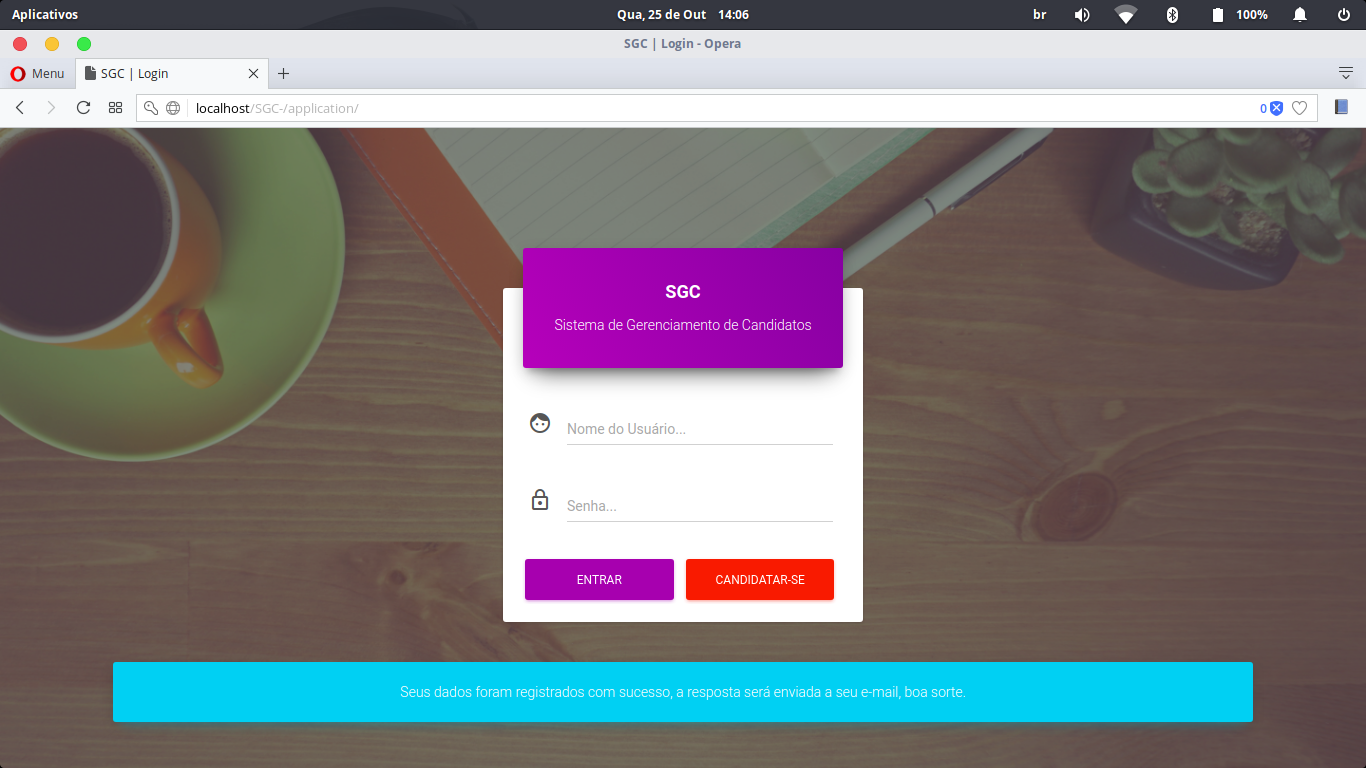 Aplicativos
Qua, 25 de Out 14:06
br
100%
SGC | Login - Opera
Menu
SGC | Login
localhost/SGC-/application/
0
SGC
Sistema de Gerenciamento de Candidatos
Nome do Usuário...
Senha...
ENTRAR
CANDIDATAR-SE
Seus dados foram registrados com sucesso, a resposta será enviada a seu e-mail, boa sorte.